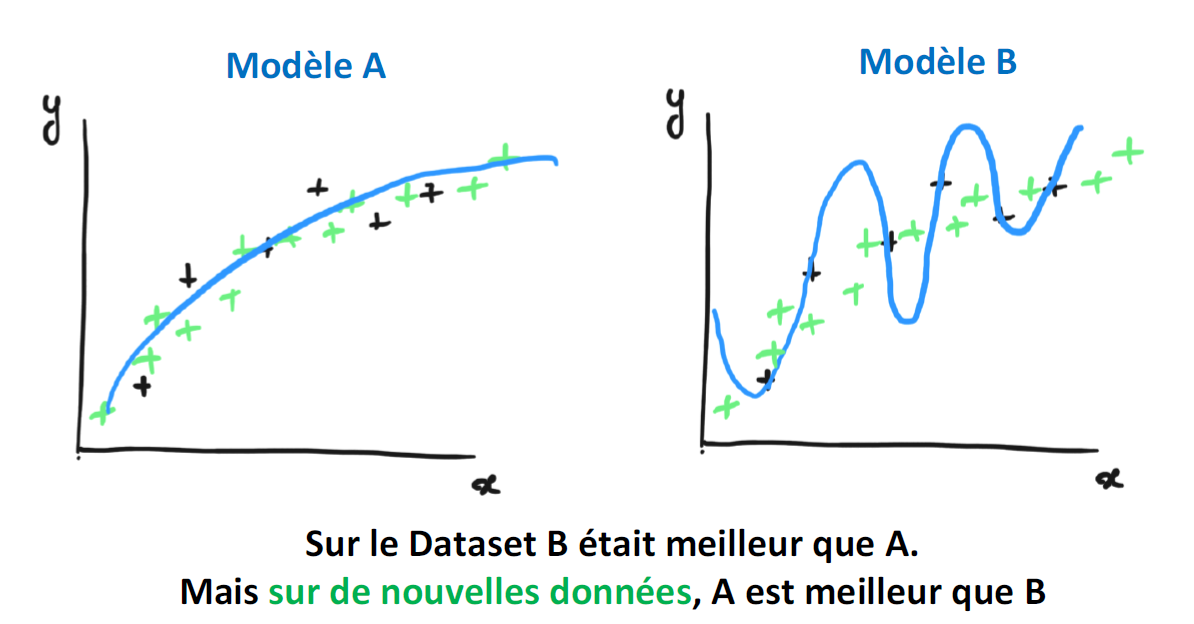 Modèle A
Modèle B
y
y
x
x
Sur le Dataset B était meilleur que A.
Mais sur de nouvelles données, A est meilleur que B